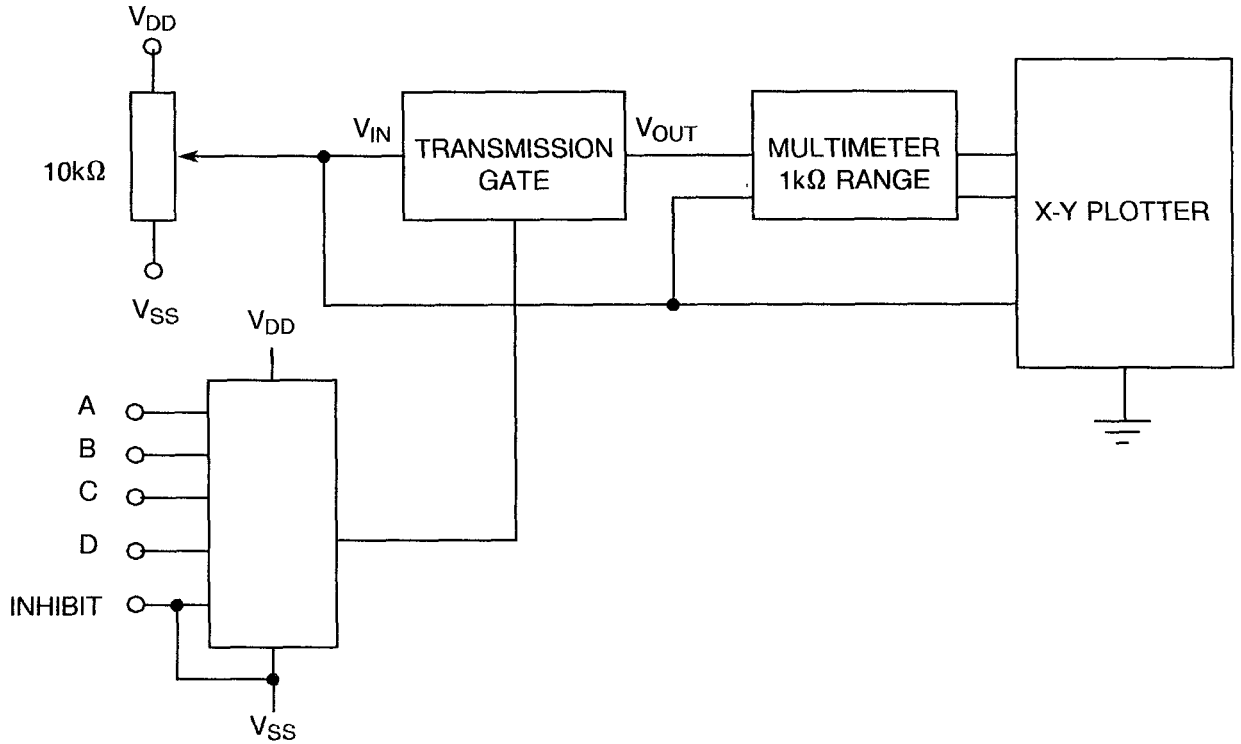 VDD
10kΩ
VSS
VIN
TRANSMISSION
GATE
VOUT
MULTIMETER
1kΩ RANGE
X-Y PLOTTER
VDD
A
B
C
D
INHIBIT
VSS